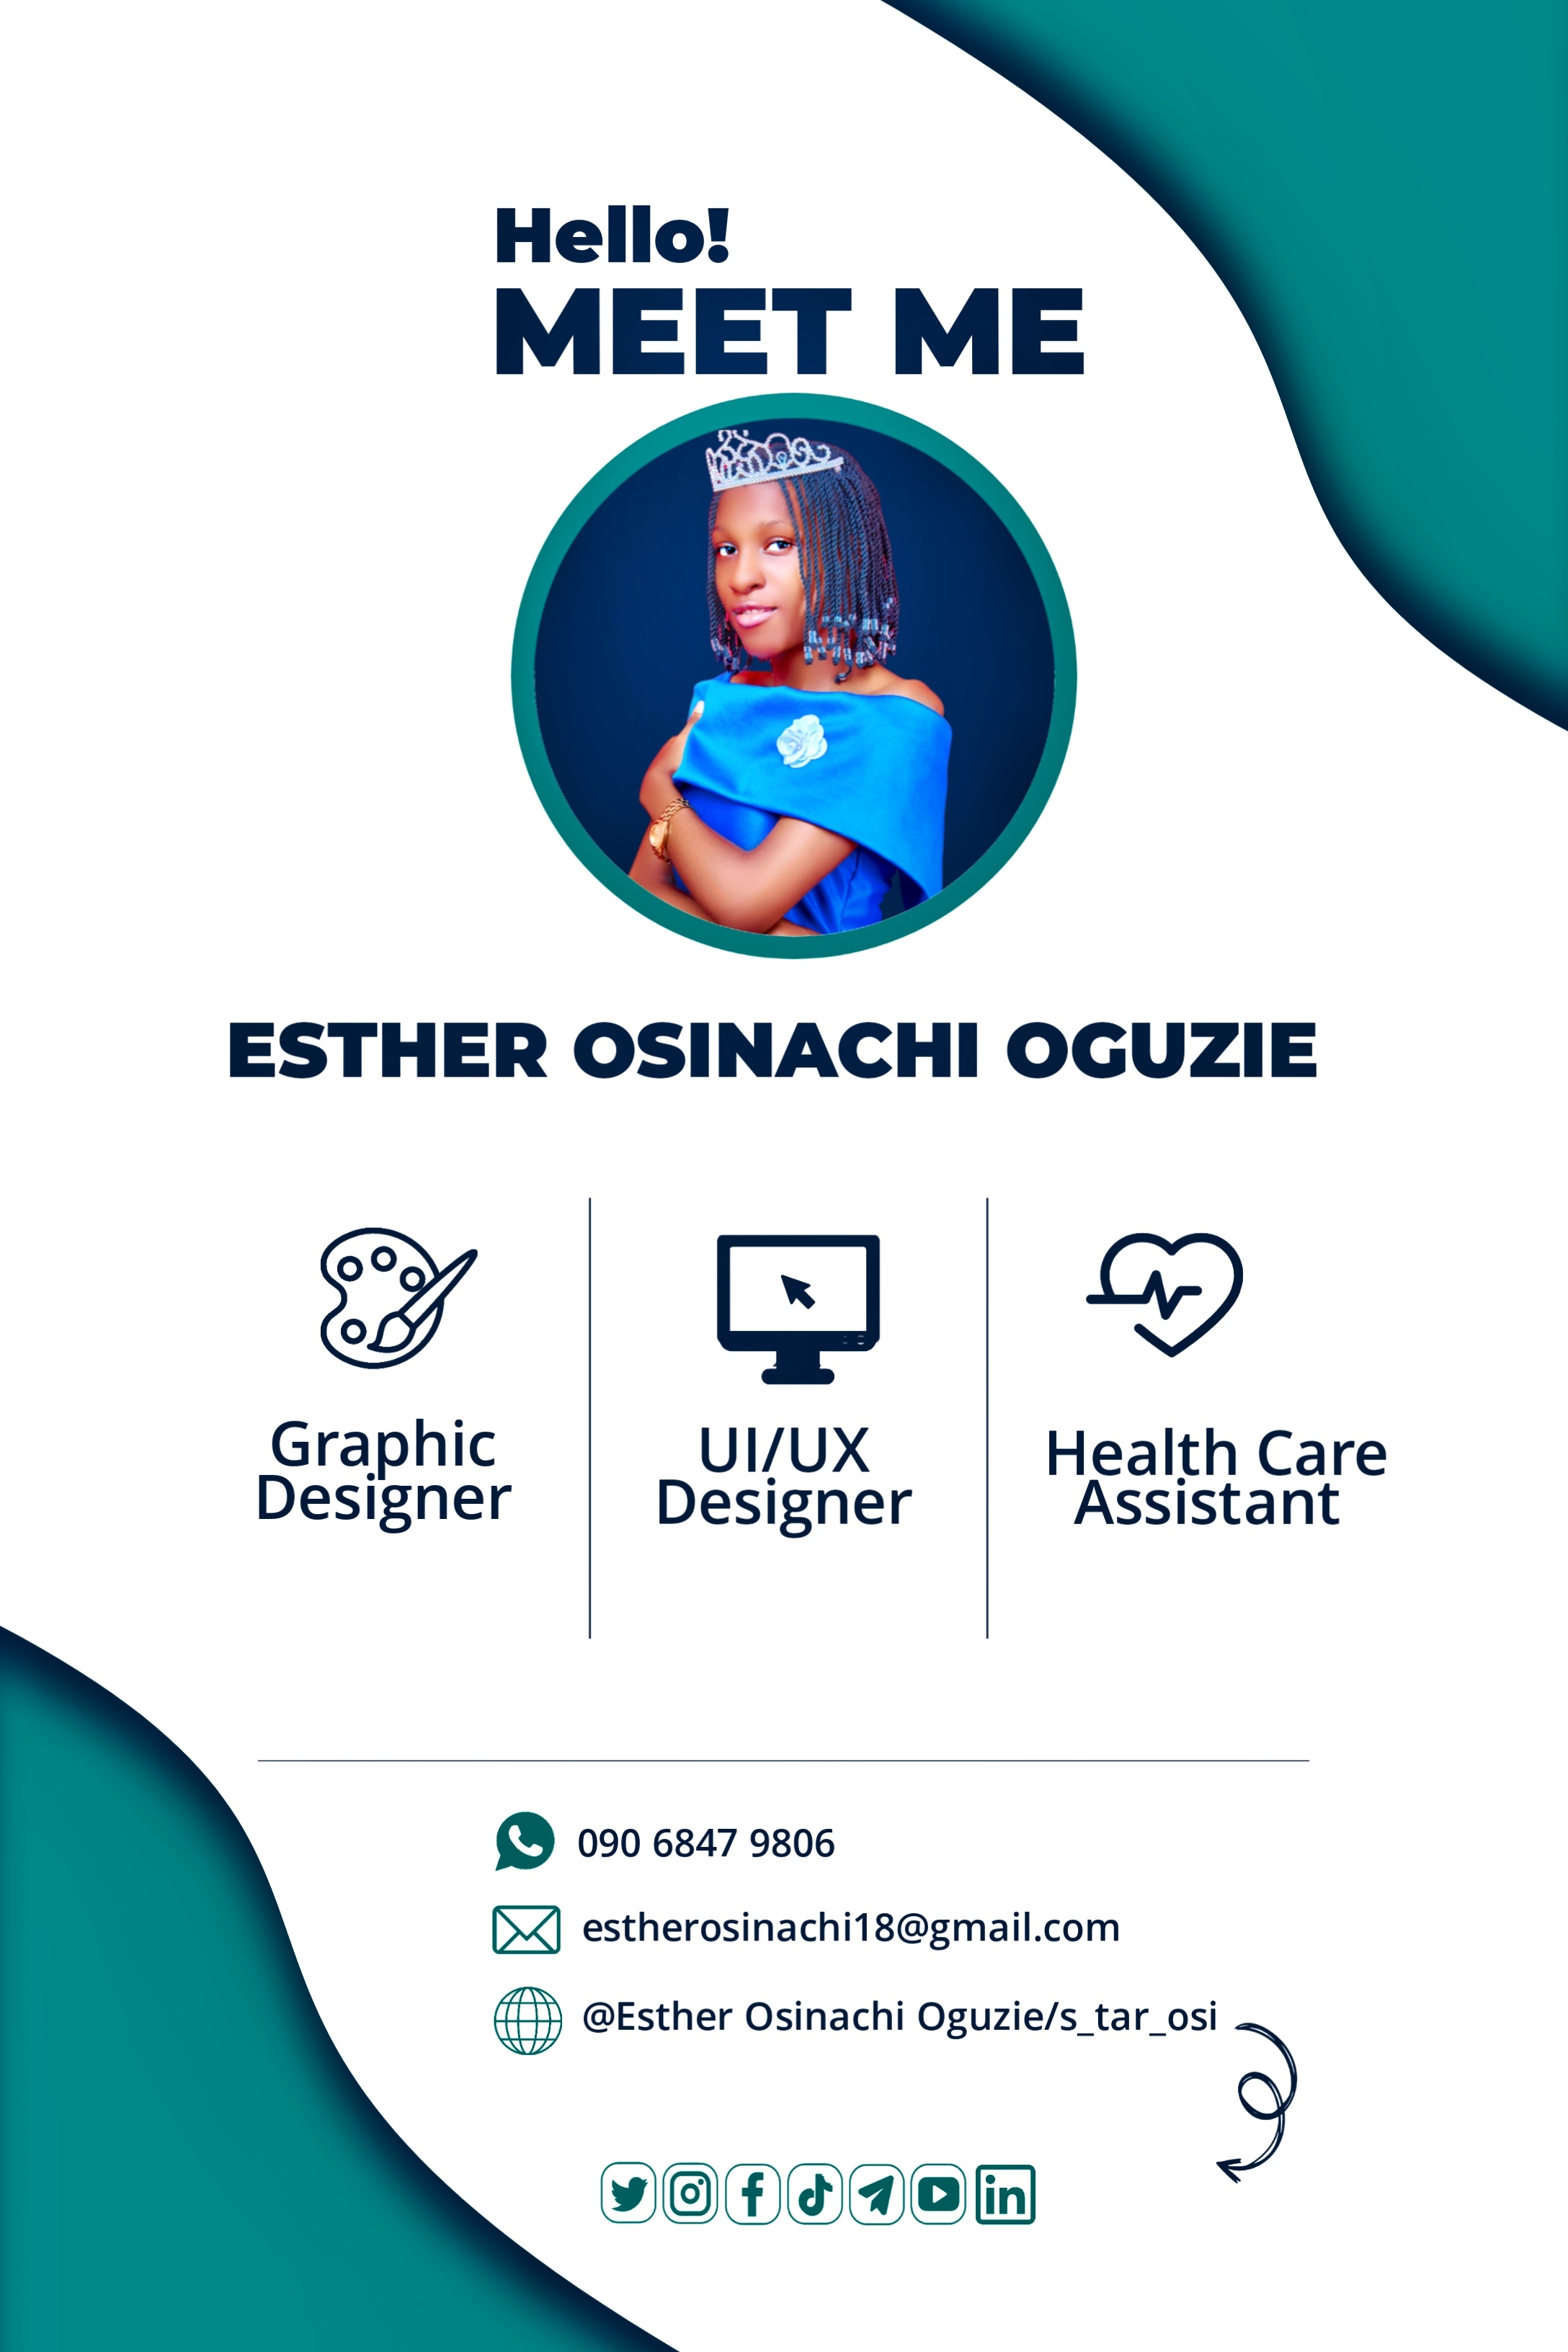 Hello!
MEET ME
ESTHER OSINACHI OGUZIE
Graphic
Designer
UI/UX
Designer
Health Care
Assistant
090 6847 9806
estherosinachi18@gmail.com
@Esther Osinachi Oguzie/s_tar_osi
in